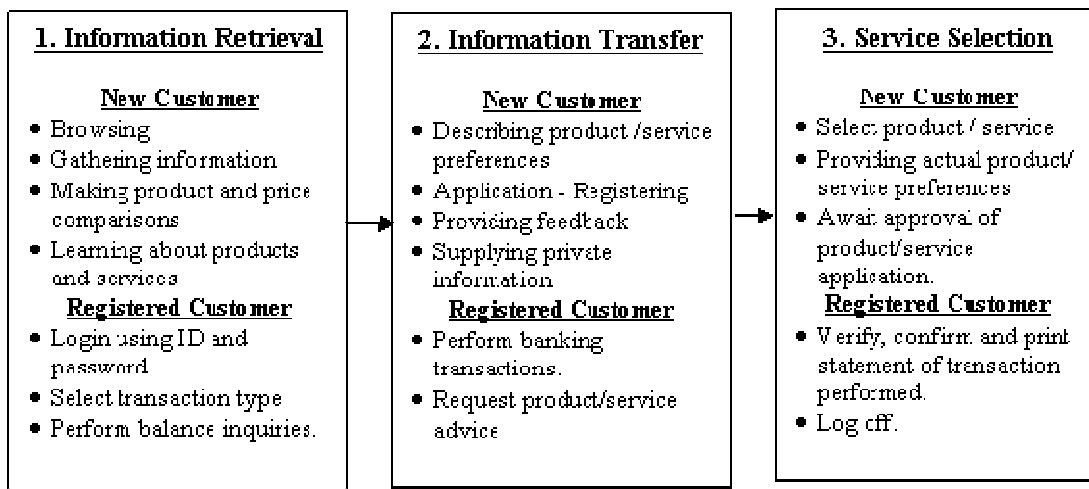 1. Information Retrieval
New Customer
• Browsing
• Gathering information
• Making product and price
comparisons
• Learning about products
and services
Registered Customer
• Login using ID and
password
• Select transaction type
• Perform balance inquiries.
2. Information Transfer
New Customer
• Describing product /service
preferences
• Application - Registering
• Providing feedback
• Supplying private
information
Registered Customer
• Perform banking
transactions.
• Request product/service
advice
3. Service Selection
New Customer
• Select product / service
• Providing actual product/
service preferences
• Await approval of
product/service
application.
Registered Customer
• Verify, confirm and print
statement of transaction
performed.
• Log off.